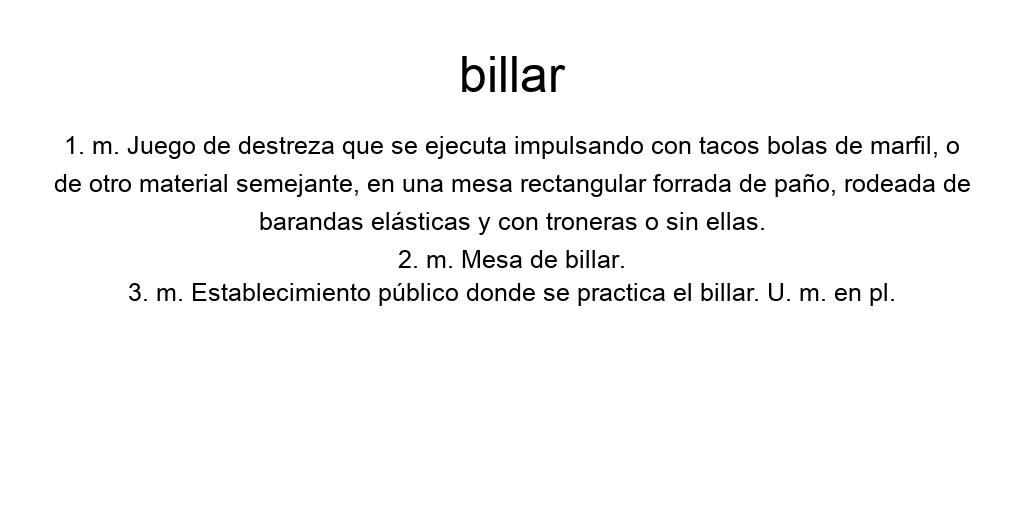 billar
1. m. Juego de destreza que se ejecuta impulsando con tacos bolas de marfil, o
de otro material semejante, en una mesa rectangular forrada de paño, rodeada de
barandas elásticas y con troneras o sin ellas.
2. m. Mesa de billar.
3. m. Establecimiento público donde se practica el billar. U. m. en pl.